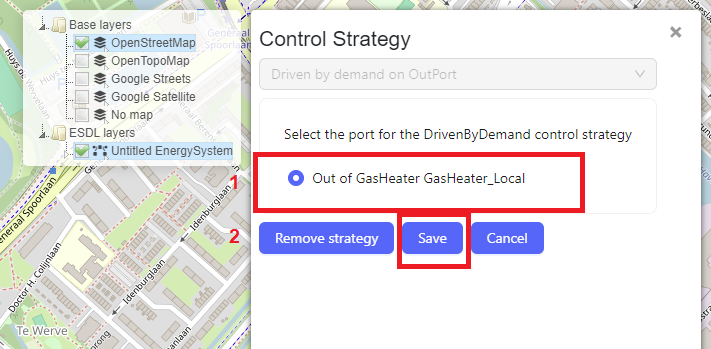 Base layers
OpenStreetMap
OpenTopoMap
Google Streets
Google Satellite
No map
ESDL layers
Untitled EnergySystem
Control Strategy
×
Driven by demand on OutPort
Select the port for the DrivenByDemand control strategy
1
Out of GasHeater GasHeater_Local
2
Remove strategy
Save
Cancel
Generaal Spoorlaan
Idenburglaan
Idenburglaan
Doctor H. Colijnlaan
Te Werve